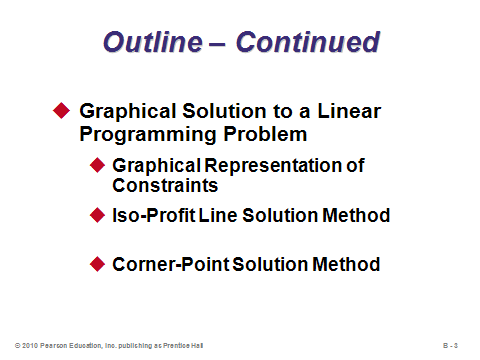 Outline – Continued
Graphical Solution to a Linear
Programming Problem
Graphical Representation of
Constraints
Iso-Profit Line Solution Method
Corner-Point Solution Method
© 2010 Pearson Education, Inc. publishing as Prentice Hall
B - 3